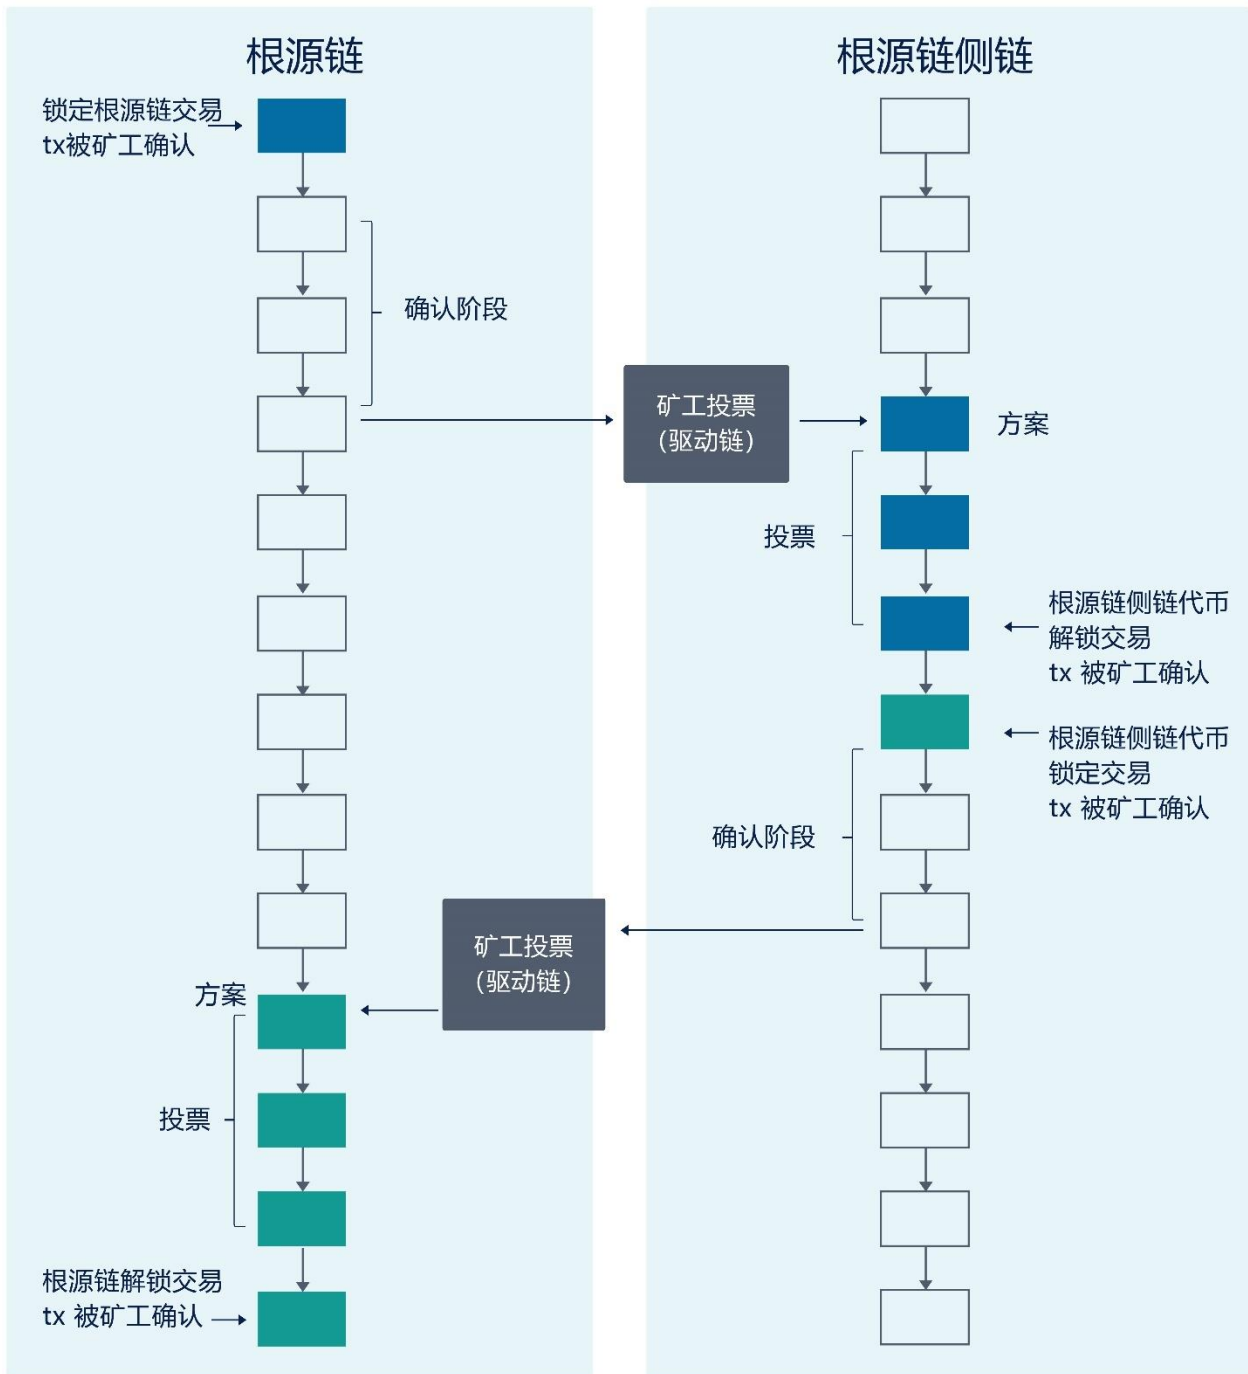 根源链
锁定根源链交易
tx被矿工确认
确认阶段
矿工投票
（驱动链）
方案
投票
根源链解锁交易
tx 被矿工确认
根源链侧链
矿工投票
（驱动链）
方案
投票
根源链侧链代币
解锁交易
tx 被矿工确认
根源链侧链代币
锁定交易
tx 被矿工确认
确认阶段